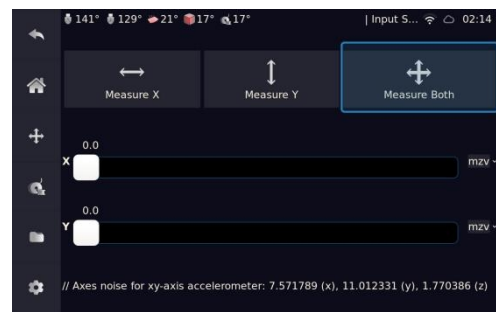 141° 129° 21° 17° 17° | Input S... 02:14
Measure X Measure Y Measure Both
0.0
X mzv
0.0
Y mzv
// Axes noise for xy-axis accelerometer: 7.571789 (x), 11.012331 (y), 1.770386 (z)